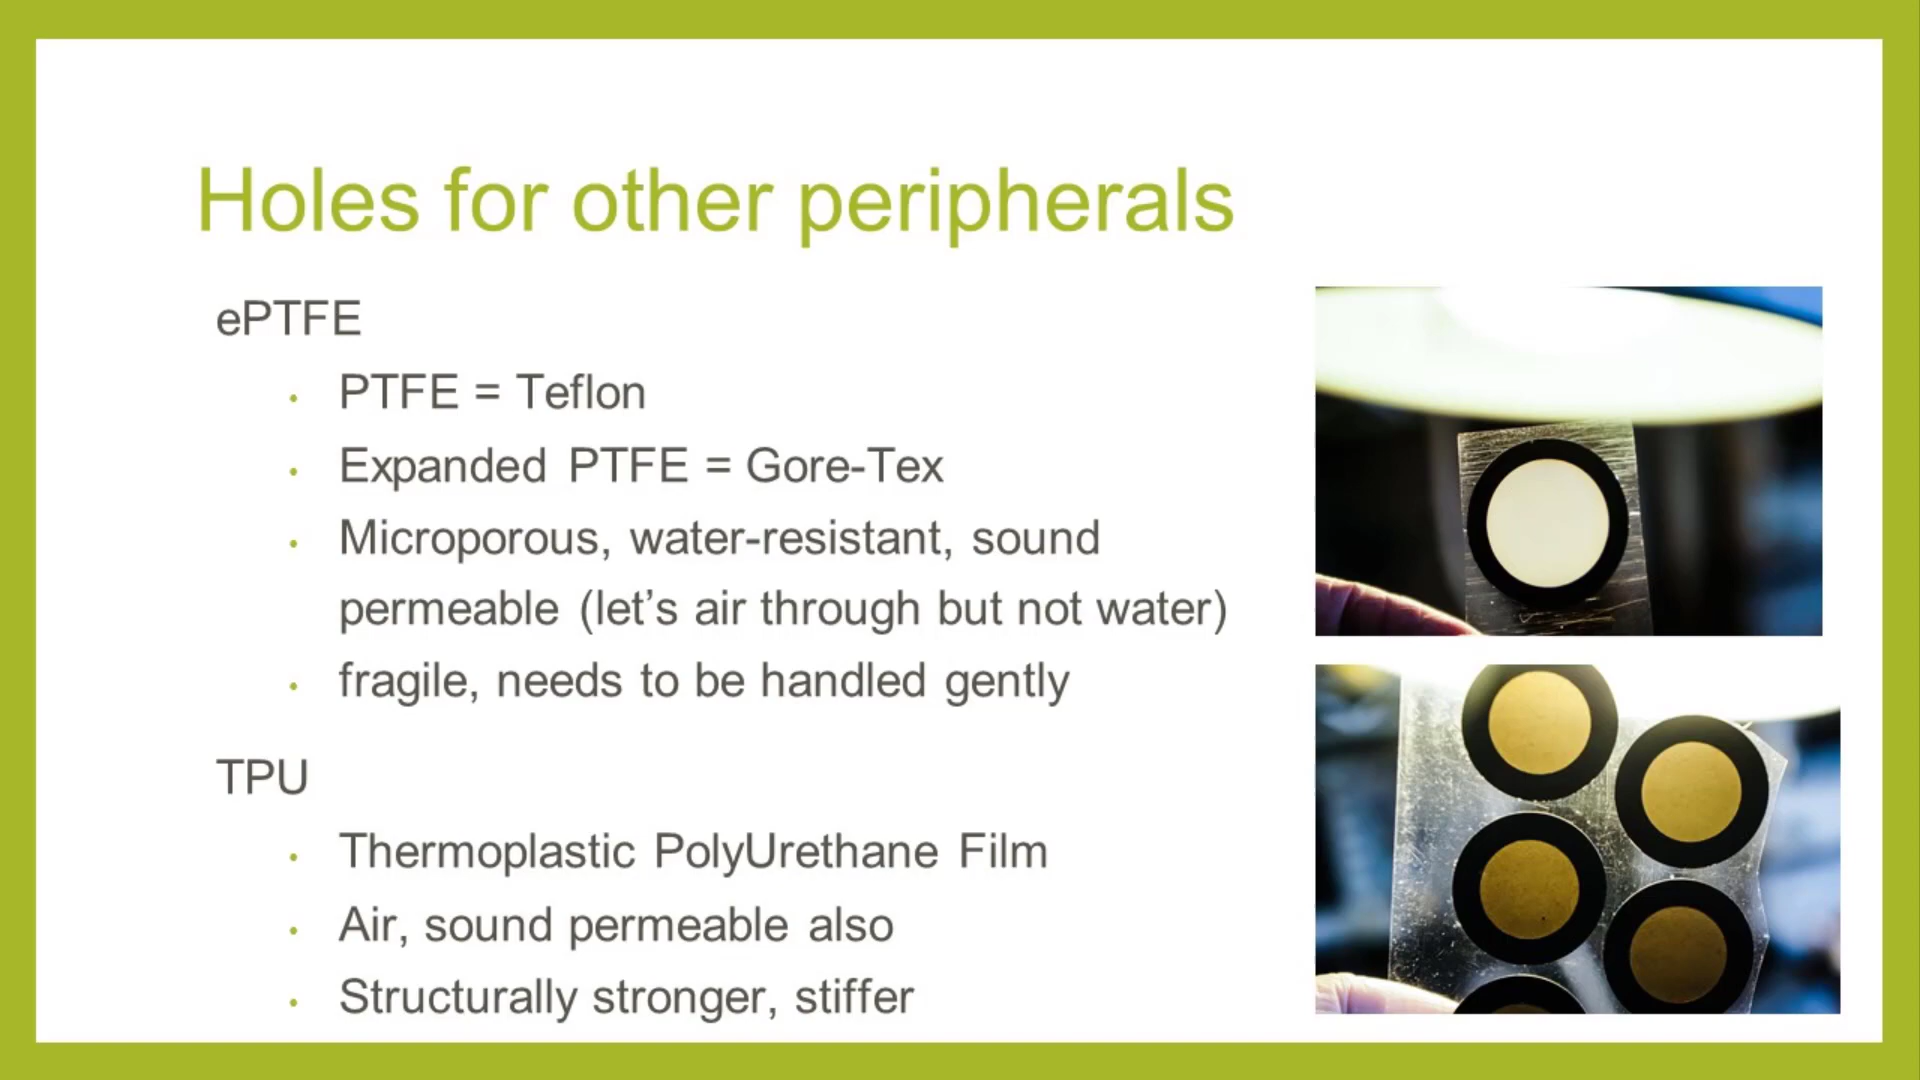 Holes for other peripherals
ePTFE
• PTFE = Teflon
• Expanded PTFE = Gore-Tex
• Microporous, water-resistant, sound
permeable (let’s air through but not water)
• fragile, needs to be handled gently
TPU
• Thermoplastic PolyUrethane Film
• Air, sound permeable also
• Structurally stronger, stiffer